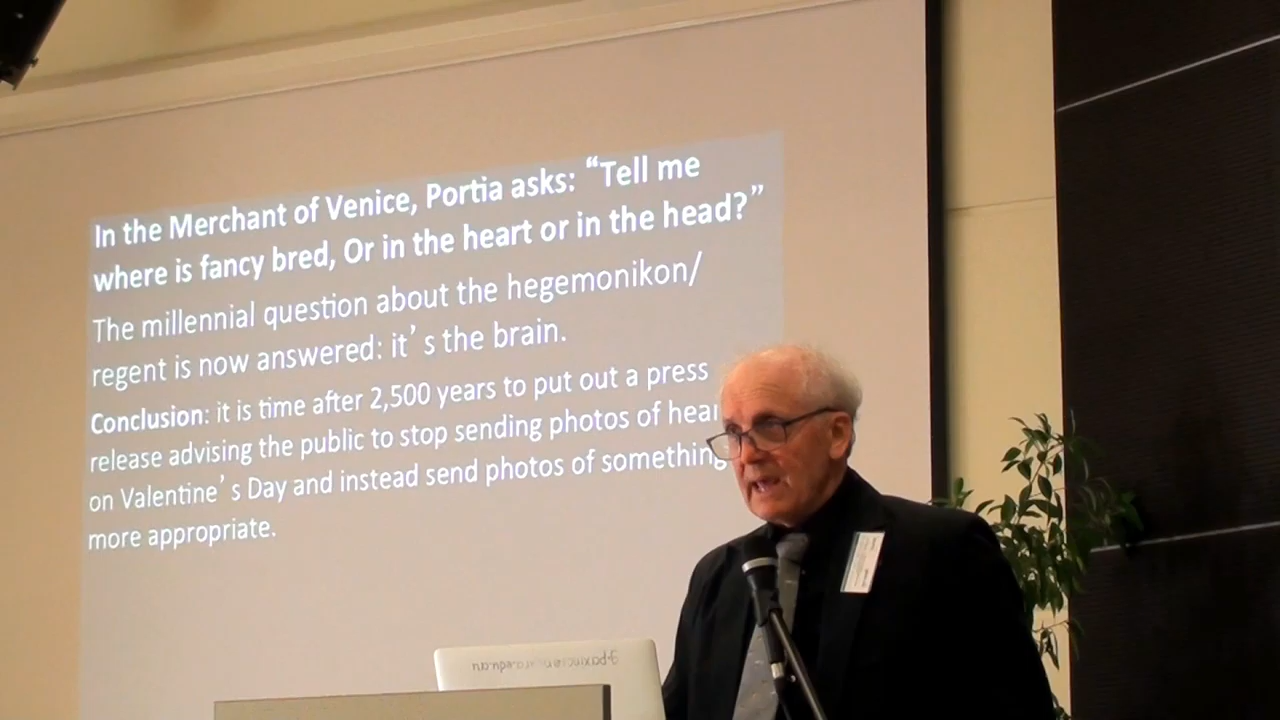 In the Merchant of Venice, Portia asks: “Tell me
where is fancy bred, Or in the heart or in the head?”
The millennial question about the hegemonikon/
regent is now answered: it’s the brain.
Conclusion: it is time after 2,500 years to put out a press
release advising the public to stop sending photos of hear
on Valentine’s Day and instead send photos of something
more appropriate.